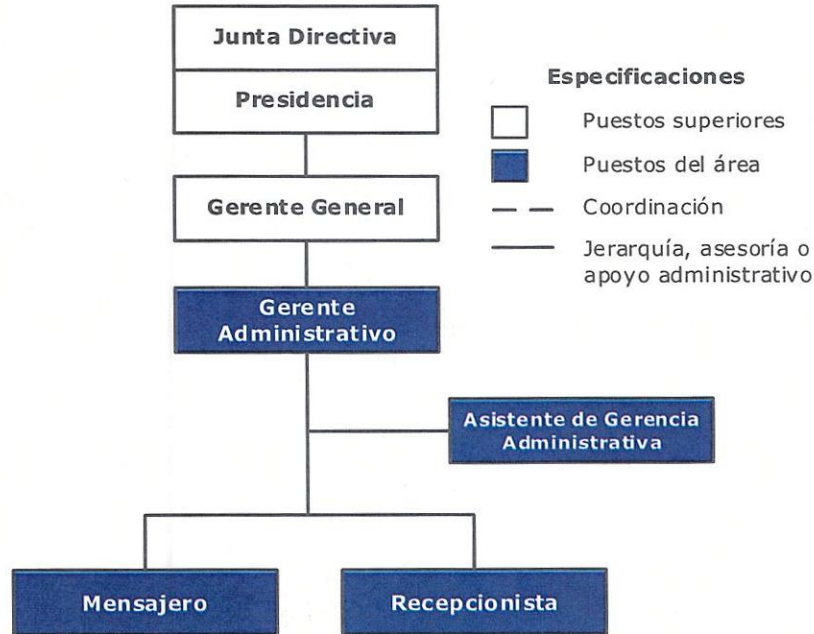 Junta Directiva
Presidencia
Gerente General
Gerente
Administrativo
Asistente de Gerencia
Administrativa
Mensajero
Recepcionista
Especificaciones
Puestos superiores
Puestos del área
Coordinación
Jerarquía, asesoría o
apoyo administrativo